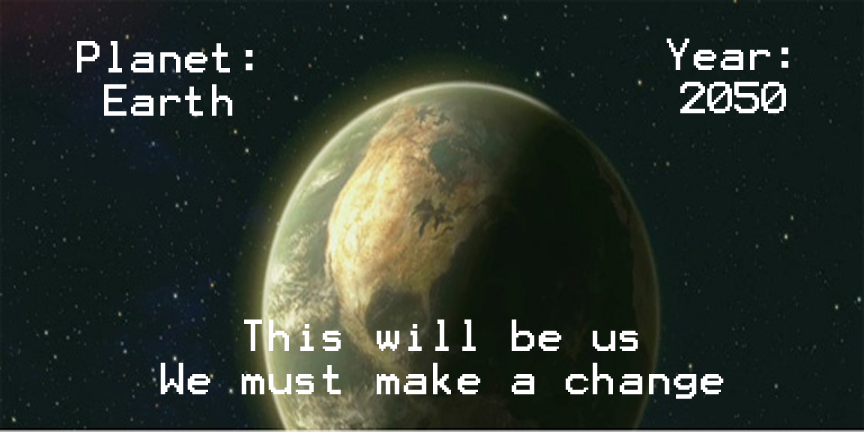 Planet:
Earth
Year:
2050
This will be us
We must make a change